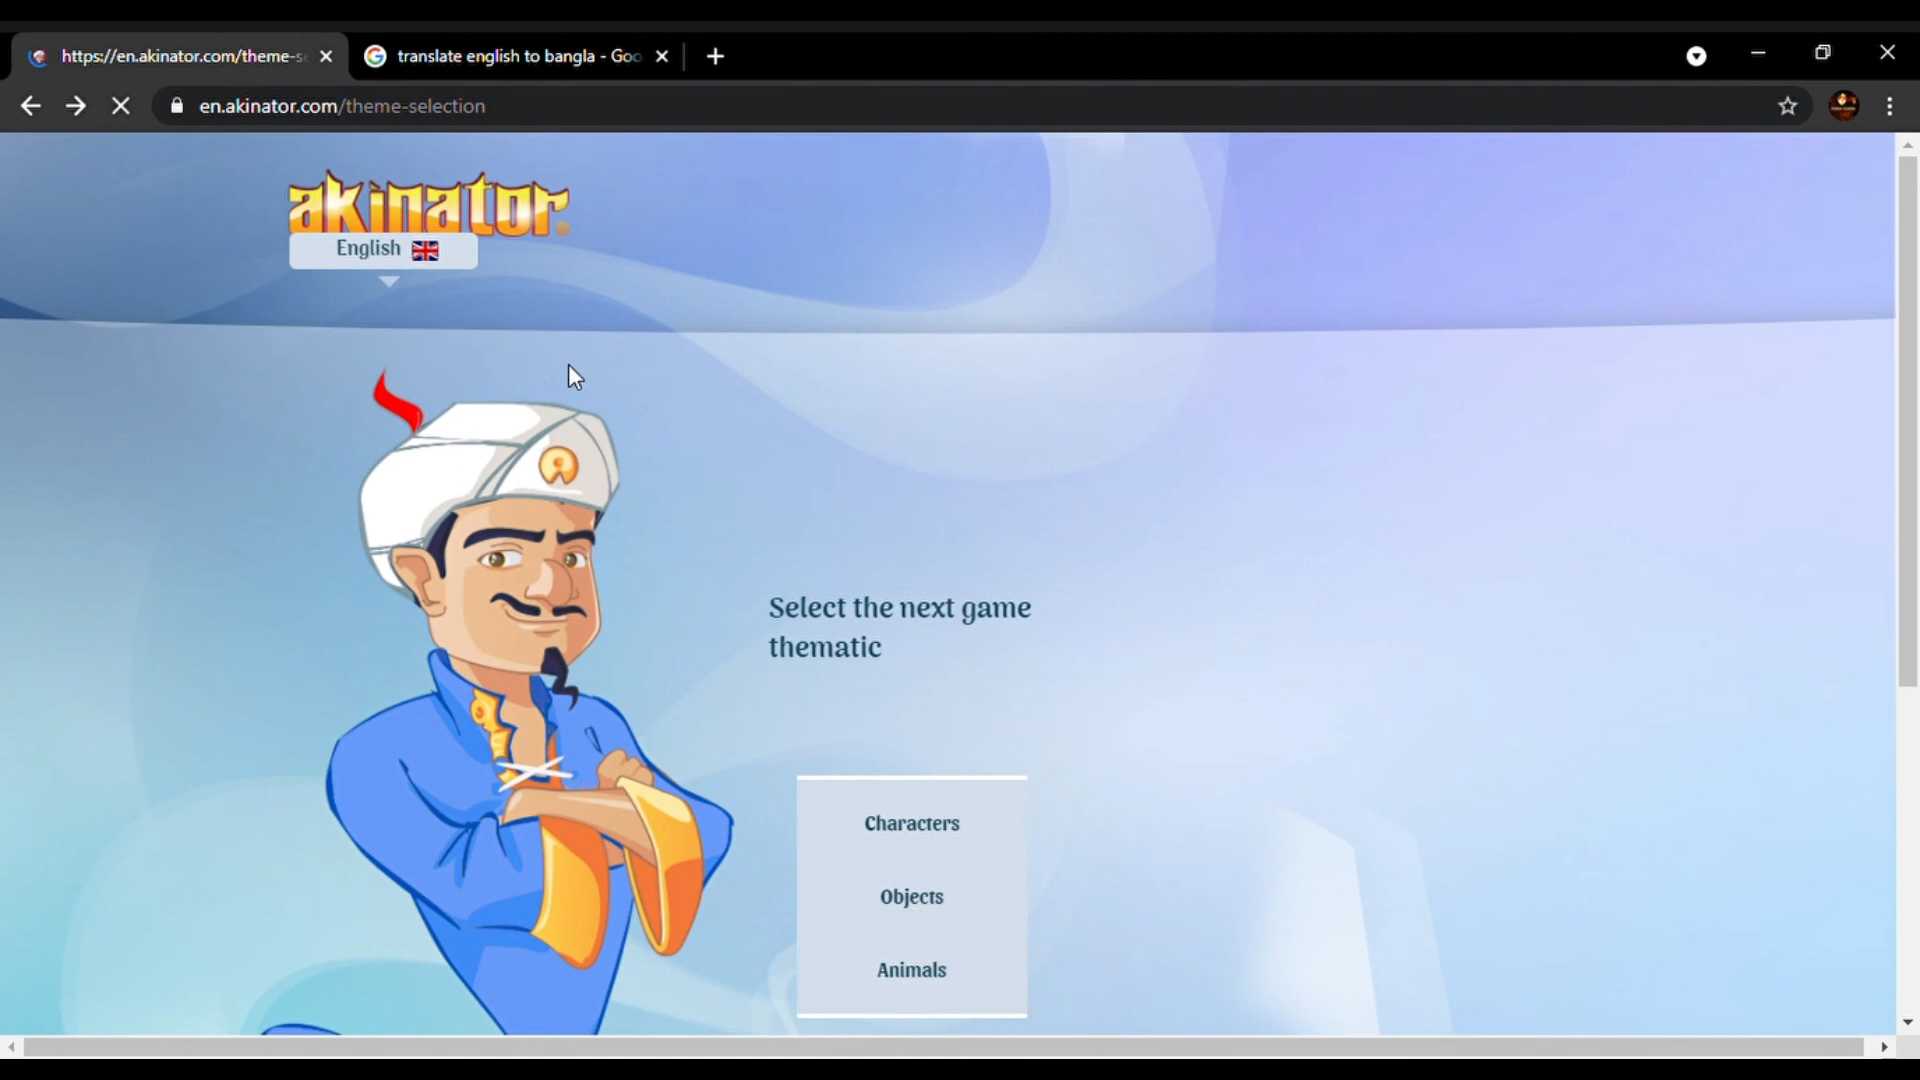 https://en.akinator.com/theme-s
translate english to bangla - Goo
en.akinator.com/theme-selection
akinator.
English
Select the next game
thematic
Characters
Objects
Animals